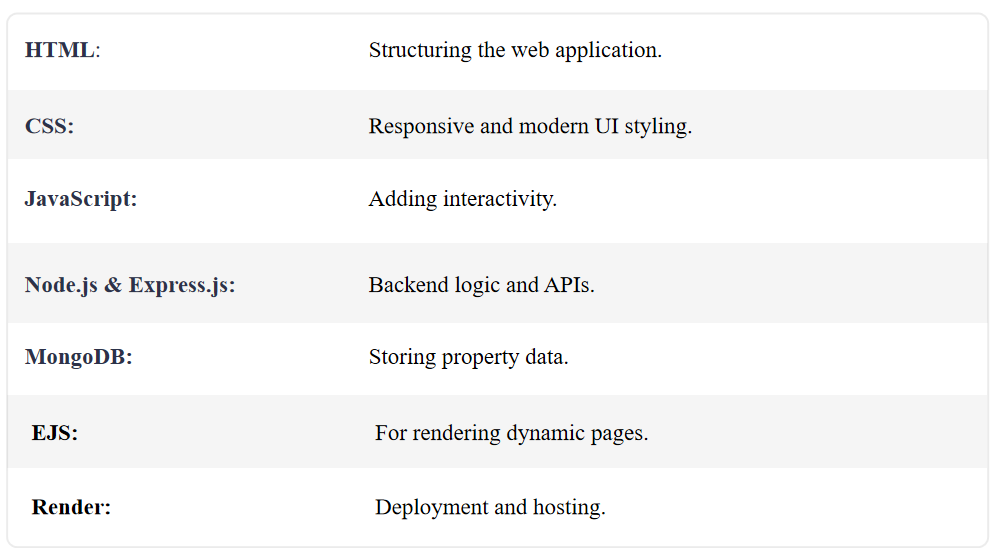 HTML: Structuring the web application.
CSS: Responsive and modern UI styling.
JavaScript: Adding interactivity.
Node.js & Express.js: Backend logic and APIs.
MongoDB: Storing property data.
EJS: For rendering dynamic pages.
Render: Deployment and hosting.